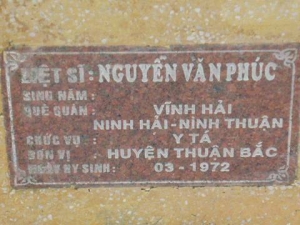 LIỆT SĨ : NGUYỄN VĂN PHÚC
SINH NĂM :
QUÊ QUÁN : VĨNH HẢI
NINH HẢI - NINH THUẬN
CHỨC VỤ : Y TÁ
ĐƠN VỊ : HUYỆN THUẬN BẮC
NGÀY HY SINH : 03 - 1972